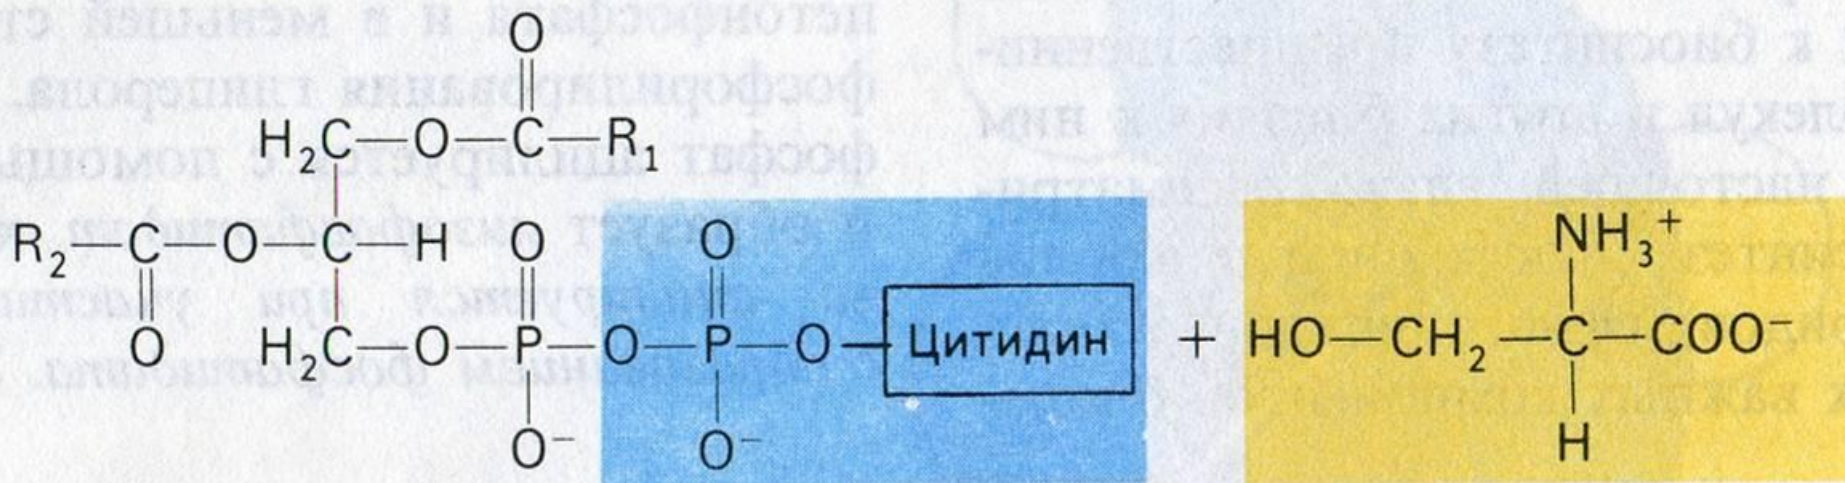 O
H₂C—O—C—R₁
R₂—C—O—C—H O O NH₃⁺
O H₂C—O—P—O—P—O—Цитидин + HO—CH₂—C—COO⁻
O⁻ O⁻ H